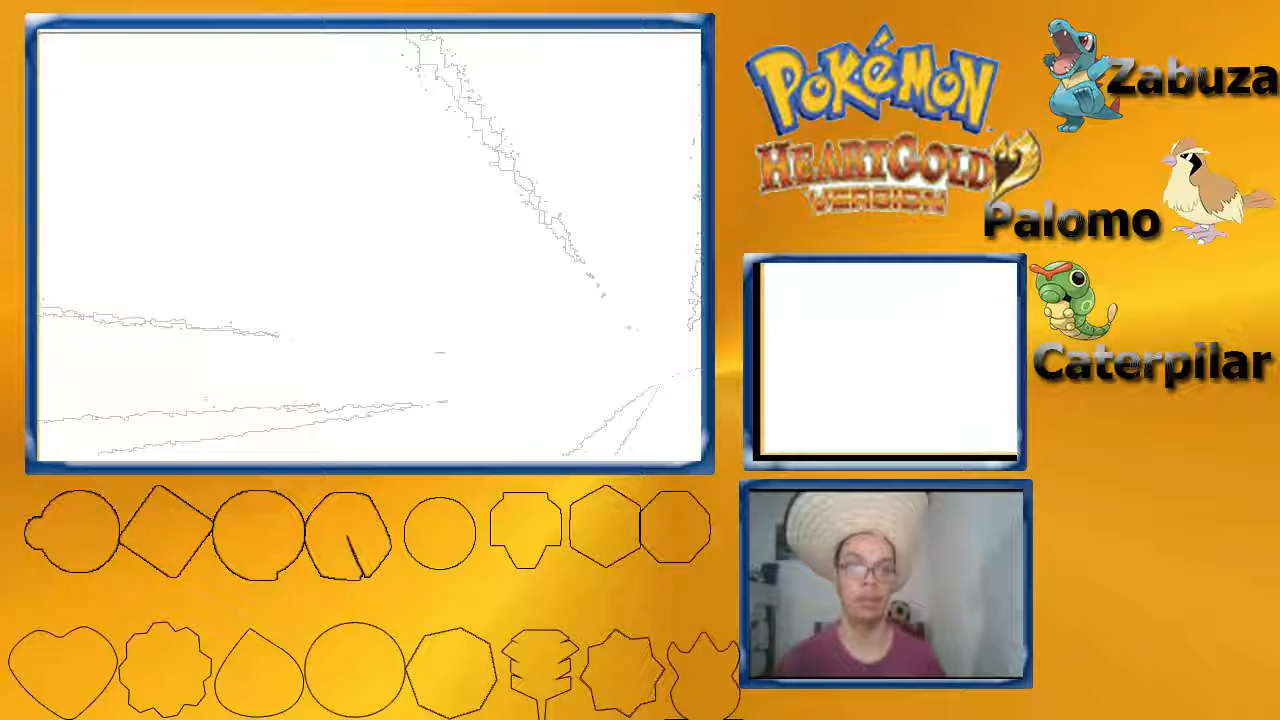 POKéMON
HEARTGOLD
VERSION
Zabuza
Palomo
Caterpilar